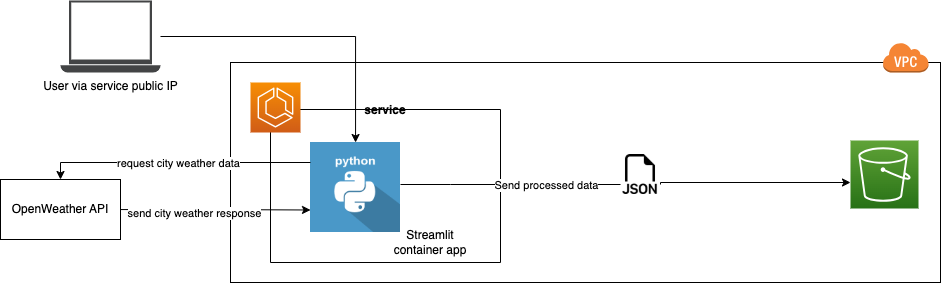 VPC
User via service public IP
service
python
request city weather data
OpenWeather API
send city weather response
Send processed data
JSON
Streamlit
container app